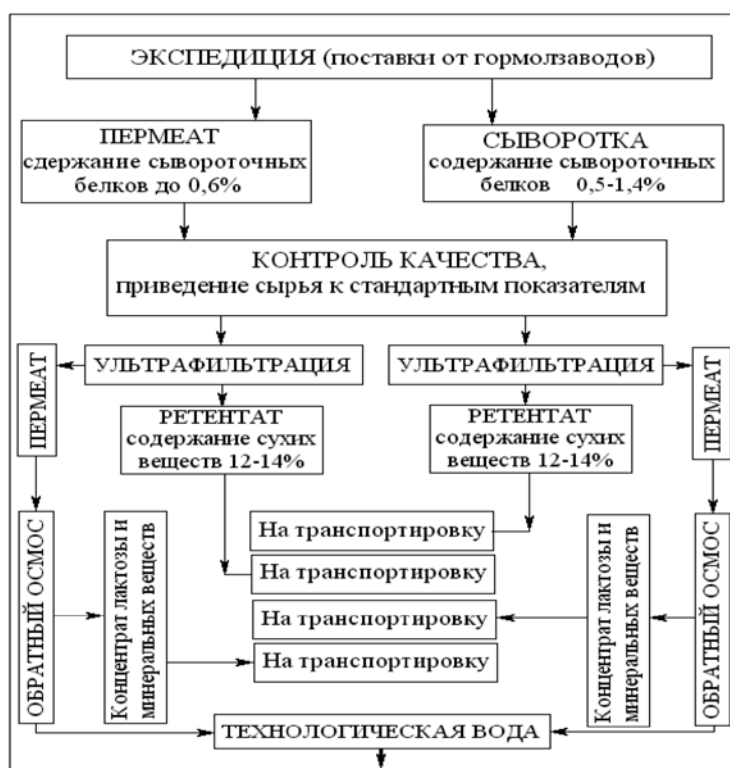 ЭКСПЕДИЦИЯ (поставки от гормолзаводов)
ПЕРМЕАТ
сдержание сывороточных
белков до 0,6%
СЫВОРОТКА
содержание сывороточных
белков 0,5-1,4%
КОНТРОЛЬ КАЧЕСТВА,
приведение сырья к стандартным показателям
ПЕРМЕАТ
УЛЬТРАФИЛЬТРАЦИЯ
УЛЬТРАФИЛЬТРАЦИЯ
ПЕРМЕАТ
РЕТЕНТАТ
содержание сухих
веществ 12-14%
РЕТЕНТАТ
содержание сухих
веществ 12-14%
ОБРАТНЫЙ ОСМОС
Концентрат лактозы и
минеральных веществ
На транспортировку
На транспортировку
На транспортировку
На транспортировку
Концентрат лактозы и
минеральных веществ
ОБРАТНЫЙ ОСМОС
ТЕХНОЛОГИЧЕСКАЯ ВОДА